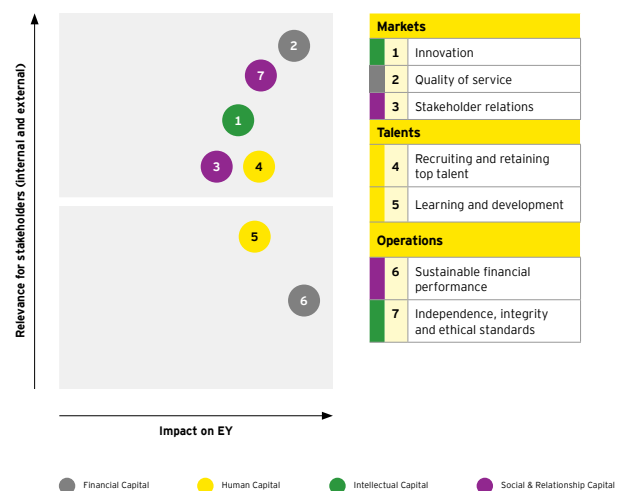 Relevance for stakeholders (internal and external)
2
7
1
3
4
5
6
Impact on EY
Markets
1 Innovation
2 Quality of service
3 Stakeholder relations
Talents
4 Recruiting and retaining
top talent
5 Learning and development
Operations
6 Sustainable financial
performance
7 Independence, integrity
and ethical standards
Financial Capital
Human Capital
Intellectual Capital
Social & Relationship Capital